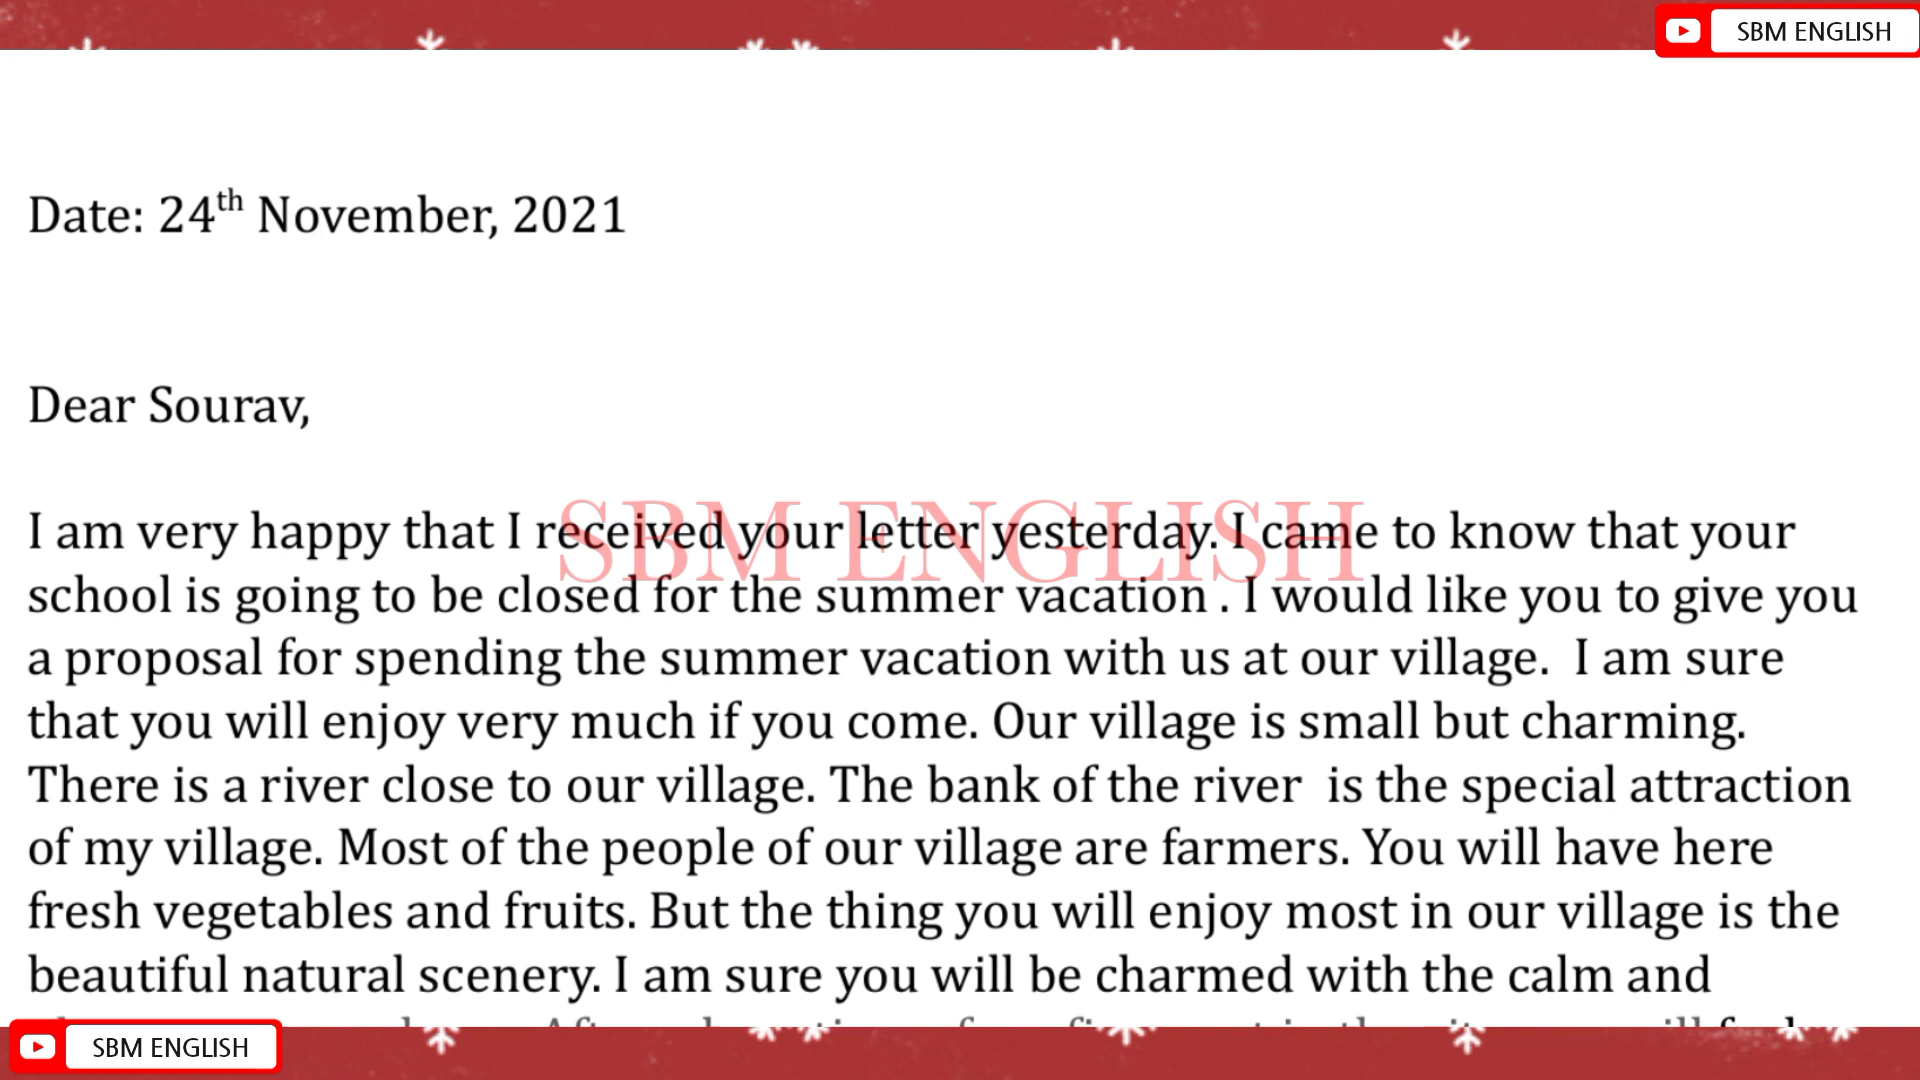 SBM ENGLISH
Date: 24th November, 2021
Dear Sourav,
SBM ENGLISH
I am very happy that I received your letter yesterday. I came to know that your
school is going to be closed for the summer vacation . I would like you to give you
a proposal for spending the summer vacation with us at our village.  I am sure
that you will enjoy very much if you come. Our village is small but charming.
There is a river close to our village. The bank of the river  is the special attraction
of my village. Most of the people of our village are farmers. You will have here
fresh vegetables and fruits. But the thing you will enjoy most in our village is the
beautiful natural scenery. I am sure you will be charmed with the calm and
SBM ENGLISH